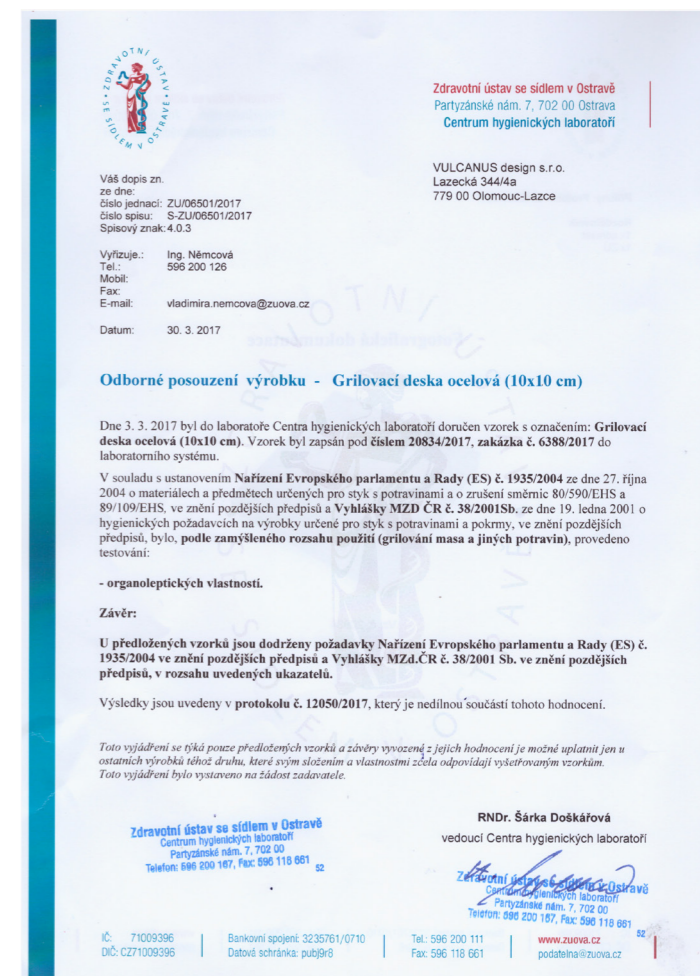 ZDRAVOTNÍ ÚSTAV
SE SÍDLEM V OSTRAVĚ
Zdravotní ústav se sídlem v Ostravě
Partyzánské nám. 7, 702 00 Ostrava
Centrum hygienických laboratoří
VULCANUS design s.r.o.
Lazecká 344/4a
779 00 Olomouc-Lazce
Váš dopis zn.
ze dne:
číslo jednací: ZU/06501/2017
číslo spisu: S-ZU/06501/2017
Spisový znak: 4.0.3
Vyřizuje.: Ing. Němcová
Tel.: 596 200 126
Mobil:
Fax:
E-mail: vladimira.nemcova@zuova.cz
Datum: 30. 3. 2017
Odborné posouzení výrobku - Grilovací deska ocelová (10x10 cm)
Dne 3. 3. 2017 byl do laboratoře Centra hygienických laboratoří doručen vzorek s označením: Grilovací
deska ocelová (10x10 cm). Vzorek byl zapsán pod číslem 20834/2017, zakázka č. 6388/2017 do
laboratorního systému.
V souladu s ustanovením Nařízení Evropského parlamentu a Rady (ES) č. 1935/2004 ze dne 27. října
2004 o materiálech a předmětech určených pro styk s potravinami a o zrušení směrnic 80/590/EHS a
89/109/EHS, ve znění pozdějších předpisů a Vyhlášky MZD ČR č. 38/2001Sb. ze dne 19. ledna 2001 o
hygienických požadavcích na výrobky určené pro styk s potravinami a pokrmy, ve znění pozdějších
předpisů, bylo, podle zamýšleného rozsahu použití (grilování masa a jiných potravin), provedeno
testování:
- organoleptických vlastností.
Závěr:
U předložených vzorků jsou dodrženy požadavky Nařízení Evropského parlamentu a Rady (ES) č.
1935/2004 ve znění pozdějších předpisů a Vyhlášky MZd.ČR č. 38/2001 Sb. ve znění pozdějších
předpisů, v rozsahu uvedených ukazatelů.
Výsledky jsou uvedeny v protokolu č. 12050/2017, který je nedílnou součástí tohoto hodnocení.
Toto vyjádření se týká pouze předložených vzorků a závěry vyvozené z jejich hodnocení je možné uplatnit jen u
ostatních výrobků téhož druhu, které svým složením a vlastnostmi zcela odpovídají vyšetřovaným vzorkům.
Toto vyjádření bylo vystaveno na žádost zadavatele.
RNDr. Šárka Doškářová
vedoucí Centra hygienických laboratoří
Zdravotní ústav se sídlem v Ostravě
Centrum hygienických laboratoří
Partyzánské nám. 7, 702 00
Telefon: 596 200 167, Fax: 596 118 661
52
Zdravotní ústav se sídlem v Ostravě
Centrum hygienických laboratoří
Partyzánské nám. 7, 702 00
Telefon: 596 200 167, Fax: 596 118 661
52
IČ: 71009396
DIČ: CZ71009396
Bankovní spojení: 3235761/0710
Datová schránka: pubj9r8
Tel.: 596 200 111
Fax: 596 118 661
www.zuova.cz
podatelna@zuova.cz